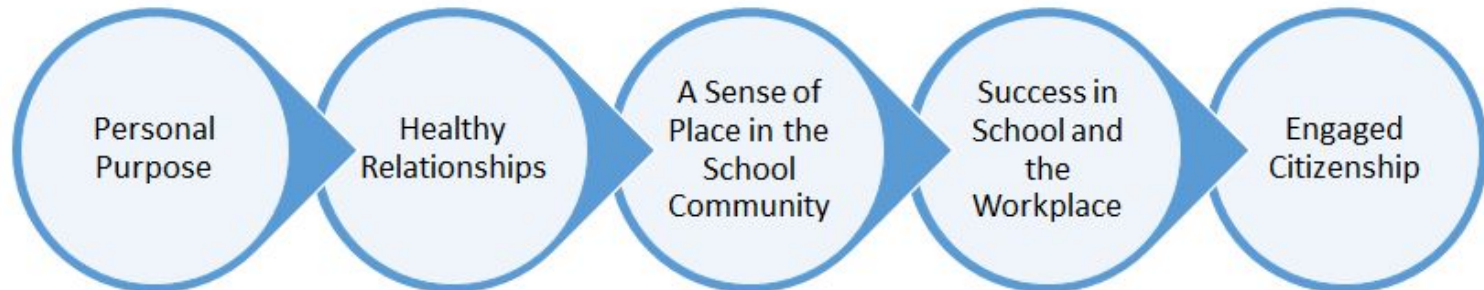 Personal
Purpose
Healthy
Relationships
A Sense of
Place in the
School
Community
Success in
School and
the
Workplace
Engaged
Citizenship